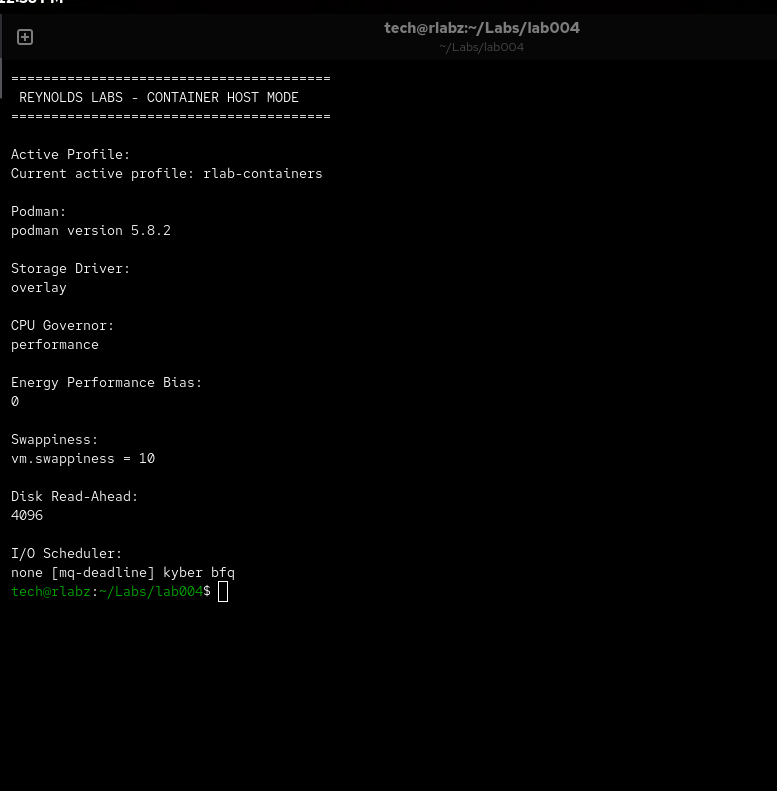 tech@rlabz:~/Labs/lab004
~/Labs/lab004
========================================
REYNOLDS LABS - CONTAINER HOST MODE
========================================
Active Profile:
Current active profile: rlab-containers
Podman:
podman version 5.8.2
Storage Driver:
overlay
CPU Governor:
performance
Energy Performance Bias:
0
Swappiness:
vm.swappiness = 10
Disk Read-Ahead:
4096
I/O Scheduler:
none [mq-deadline] kyber bfq
tech@rlabz:~/Labs/lab004$